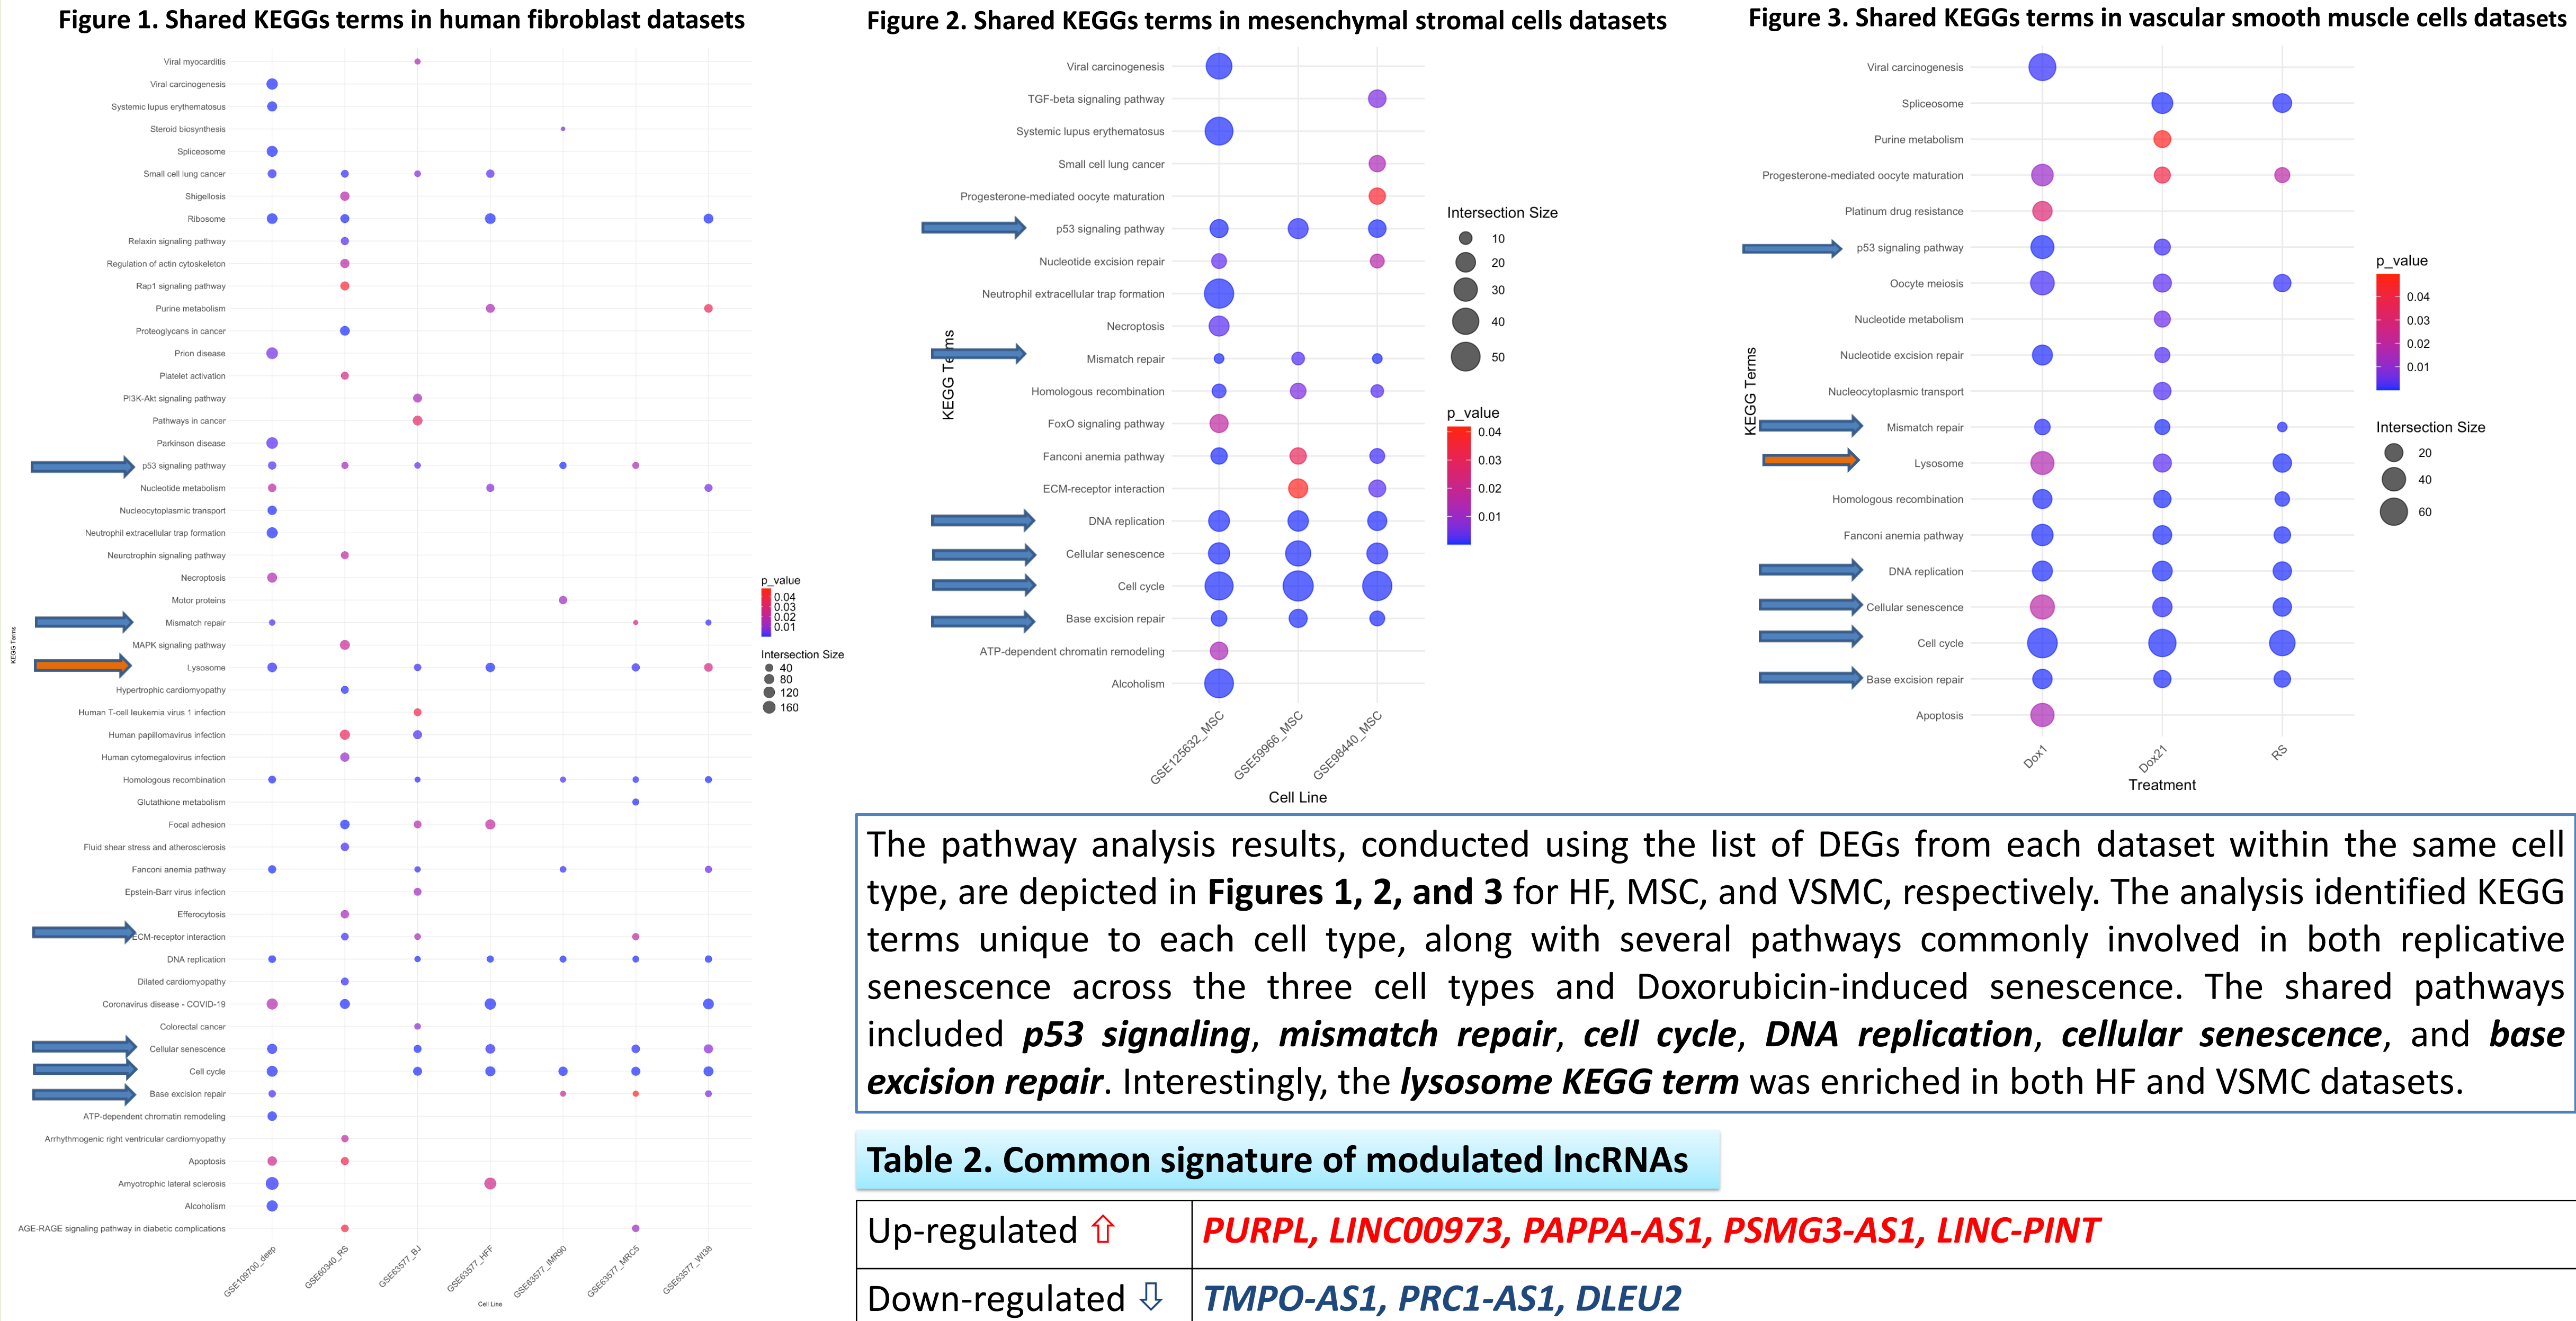 Figure 1. Shared KEGGs terms in human fibroblast datasets
Viral myocarditis
Viral carcinogenesis
Systemic lupus erythematosus
Steroid biosynthesis
Spliceosome
Small cell lung cancer
Shigellosis
Ribosome
Relaxin signaling pathway
Regulation of actin cytoskeleton
Rap1 signaling pathway
Purine metabolism
Proteoglycans in cancer
Prion disease
Platelet activation
PI3K-Akt signaling pathway
Pathways in cancer
Parkinson disease
p53 signaling pathway
Nucleotide metabolism
Nucleocytoplasmic transport
Neutrophil extracellular trap formation
Neurotrophin signaling pathway
Necroptosis
Motor proteins
Mismatch repair
MAPK signaling pathway
Lysosome
Hypertrophic cardiomyopathy
Human T-cell leukemia virus 1 infection
Human papillomavirus infection
Human cytomegalovirus infection
Homologous recombination
Glutathione metabolism
Focal adhesion
Fluid shear stress and atherosclerosis
Fanconi anemia pathway
Epstein-Barr virus infection
Efferocytosis
ECM-receptor interaction
DNA replication
Dilated cardiomyopathy
Coronavirus disease - COVID-19
Colorectal cancer
Cellular senescence
Cell cycle
Base excision repair
ATP-dependent chromatin remodeling
Arrhythmogenic right ventricular cardiomyopathy
Apoptosis
Amyotrophic lateral sclerosis
Alcoholism
AGE-RAGE signaling pathway in diabetic complications
KEGG Terms
GSE109700_deep
GSE60340_RS
GSE63577_BJ
GSE63577_HFF
GSE63577_IMR90
GSE63577_MRC5
GSE63577_WI38
Cell Line
p_value
0.04
0.03
0.02
0.01
Intersection Size
40
80
120
160
Figure 2. Shared KEGGs terms in mesenchymal stromal cells datasets
Viral carcinogenesis
TGF-beta signaling pathway
Systemic lupus erythematosus
Small cell lung cancer
Progesterone-mediated oocyte maturation
p53 signaling pathway
Nucleotide excision repair
Neutrophil extracellular trap formation
Necroptosis
Mismatch repair
Homologous recombination
FoxO signaling pathway
Fanconi anemia pathway
ECM-receptor interaction
DNA replication
Cellular senescence
Cell cycle
Base excision repair
ATP-dependent chromatin remodeling
Alcoholism
KEGG Terms
GSE125632_MSC
GSE59966_MSC
GSE98440_MSC
Cell Line
Intersection Size
10
20
30
40
50
p_value
0.04
0.03
0.02
0.01
Figure 3. Shared KEGGs terms in vascular smooth muscle cells datasets
Viral carcinogenesis
Spliceosome
Purine metabolism
Progesterone-mediated oocyte maturation
Platinum drug resistance
p53 signaling pathway
Oocyte meiosis
Nucleotide metabolism
Nucleotide excision repair
Nucleocytoplasmic transport
Mismatch repair
Lysosome
Homologous recombination
Fanconi anemia pathway
DNA replication
Cellular senescence
Cell cycle
Base excision repair
Apoptosis
KEGG Terms
Dox1
Dox21
RS
Treatment
p_value
0.04
0.03
0.02
0.01
Intersection Size
20
40
60
The pathway analysis results, conducted using the list of DEGs from each dataset within the same cell
type, are depicted in Figures 1, 2, and 3 for HF, MSC, and VSMC, respectively. The analysis identified KEGG
terms unique to each cell type, along with several pathways commonly involved in both replicative
senescence across the three cell types and Doxorubicin-induced senescence. The shared pathways
included p53 signaling, mismatch repair, cell cycle, DNA replication, cellular senescence, and base
excision repair. Interestingly, the lysosome KEGG term was enriched in both HF and VSMC datasets.
Table 2. Common signature of modulated lncRNAs
Up-regulated ⇧ PURPL, LINC00973, PAPPA-AS1, PSMG3-AS1, LINC-PINT
Down-regulated ⇩ TMPO-AS1, PRC1-AS1, DLEU2